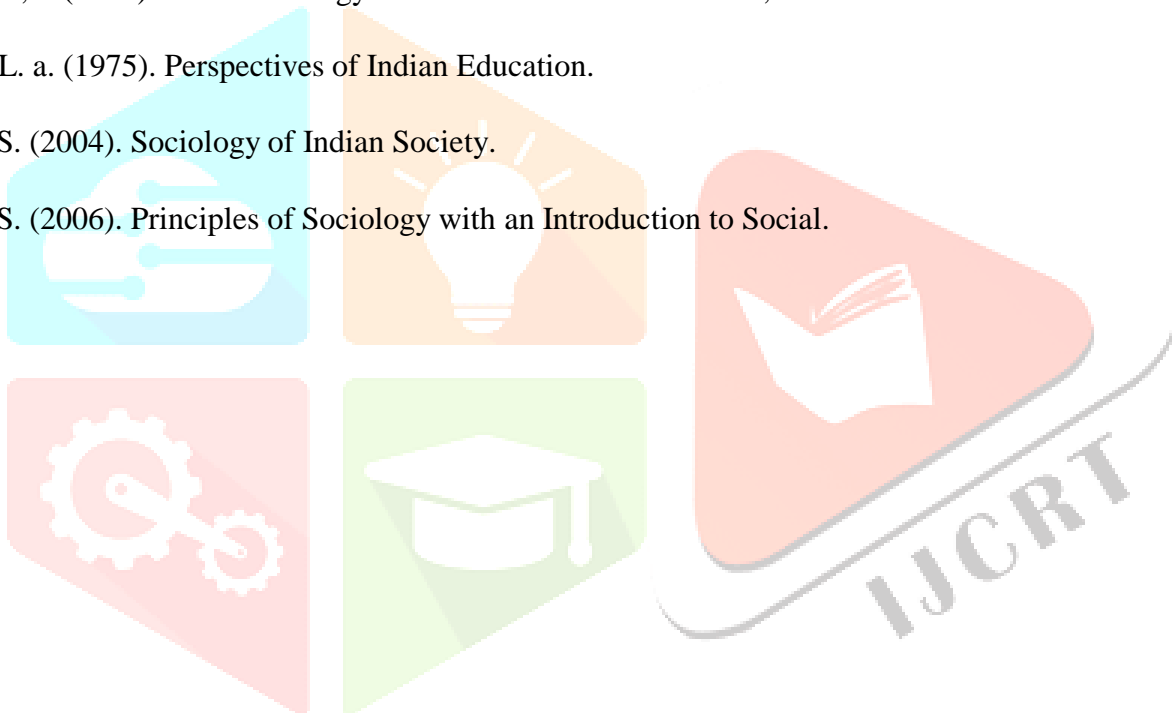 L. a. (1975). Perspectives of Indian Education.
S. (2004). Sociology of Indian Society.
S. (2006). Principles of Sociology with an Introduction to Social.
IJCRT